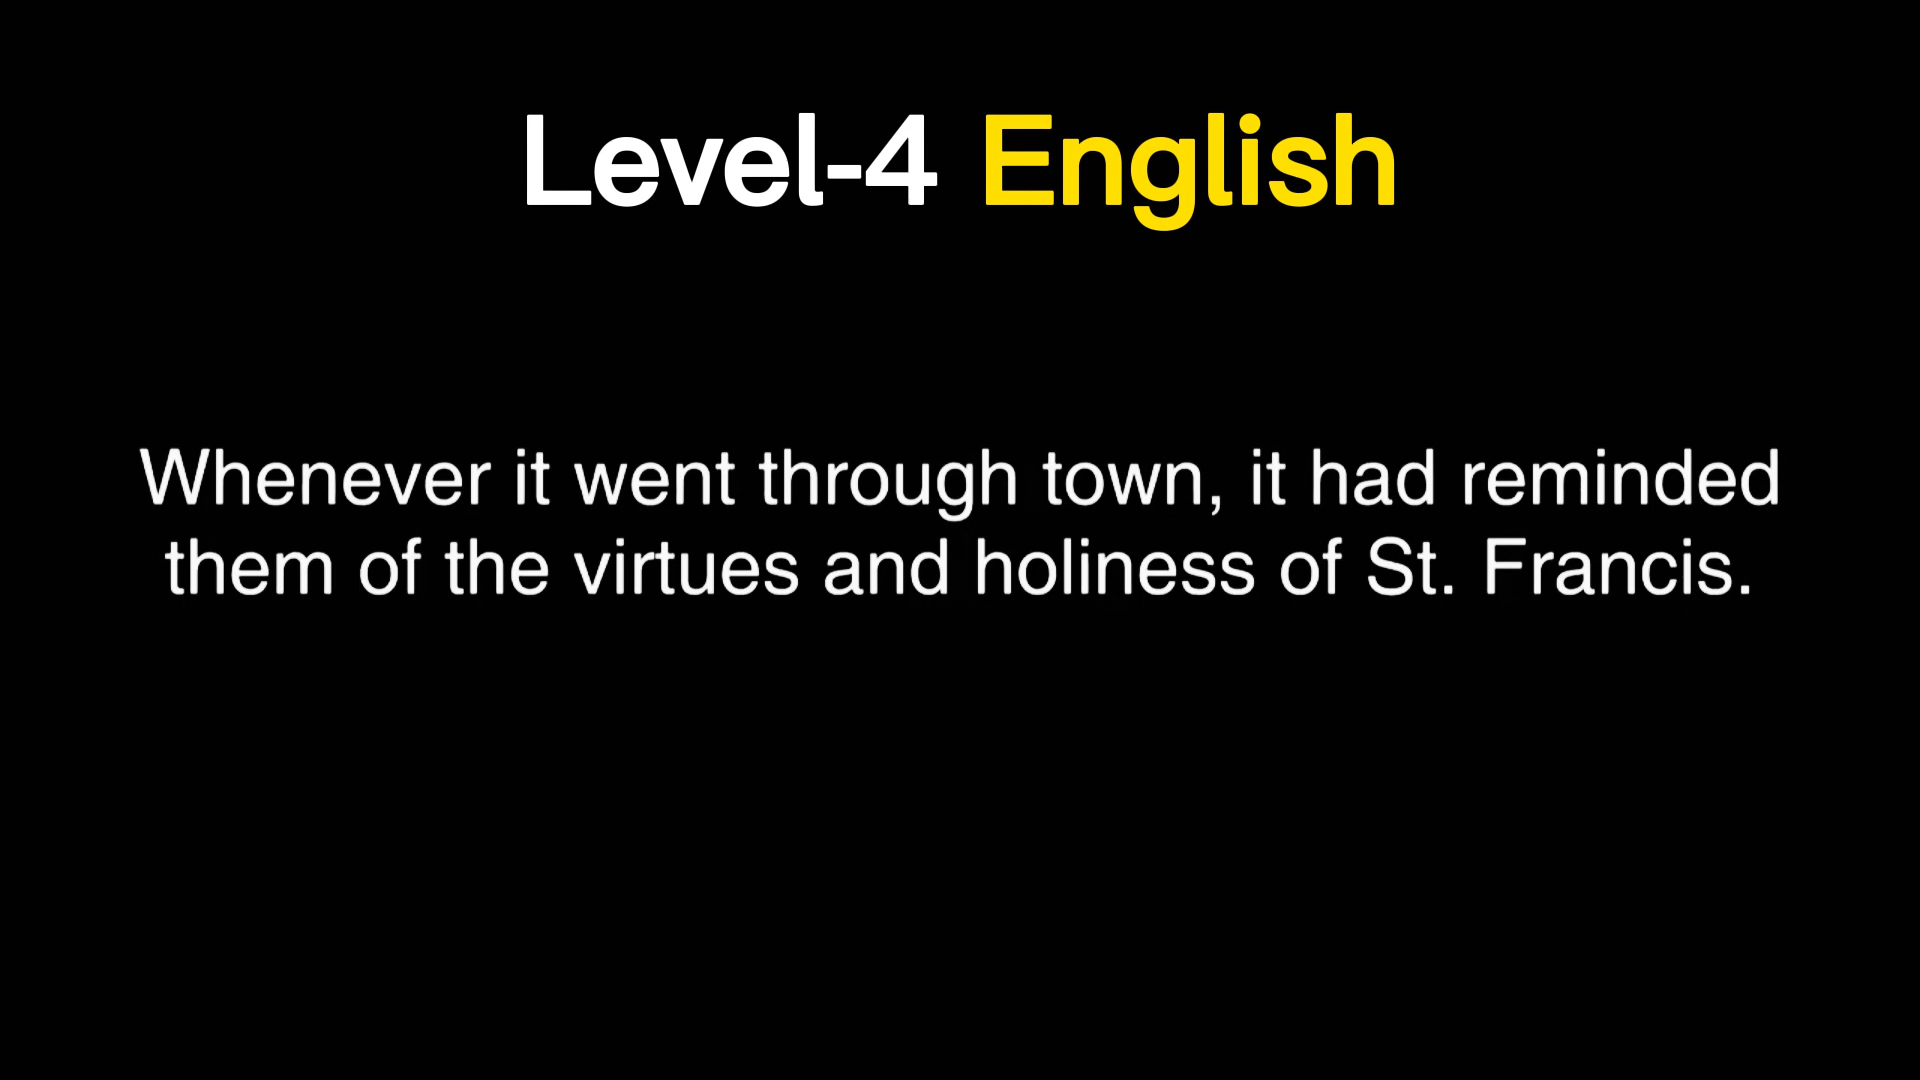 Level-4 English
Whenever it went through town, it had reminded
them of the virtues and holiness of St. Francis.